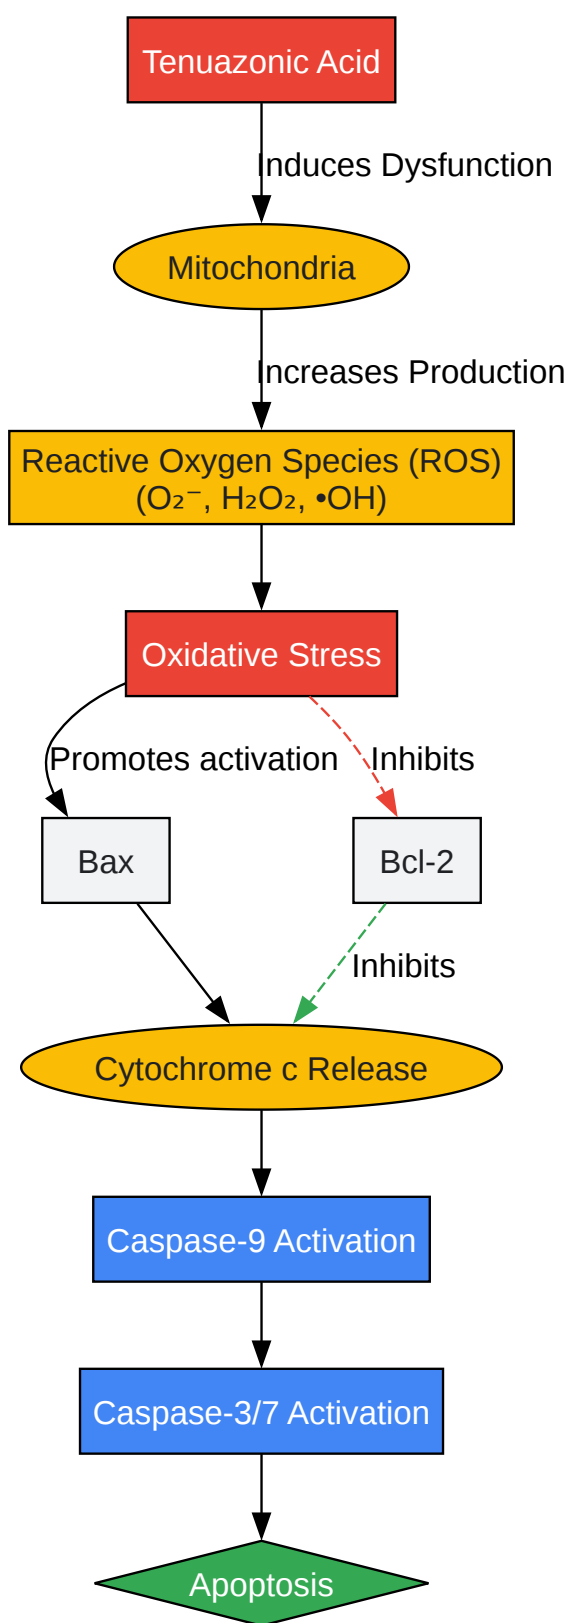 Tenuazonic Acid
Induces Dysfunction
Mitochondria
Increases Production
Reactive Oxygen Species (ROS)
(O₂⁻, H₂O₂, •OH)
Oxidative Stress
Promotes activation
Inhibits
Bax
Bcl-2
Inhibits
Cytochrome c Release
Caspase-9 Activation
Caspase-3/7 Activation
Apoptosis